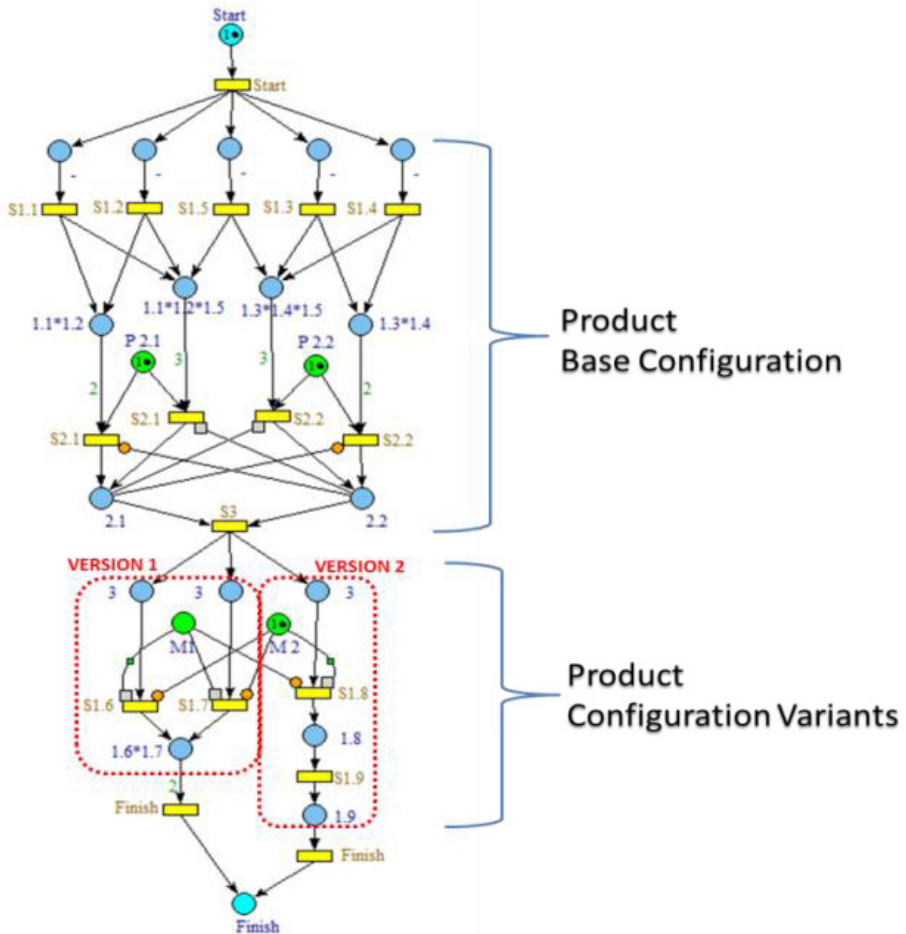 Start
1
Start
- - - - -
S1.1 S1.2 S1.5 S1.3 S1.4
1.1*1.2*1.5 1.3*1.4*1.5
1.1*1.2 1.3*1.4
P 2.1 P 2.2
1 1
3 3
2 2
S2.1 S2.2
S2.1 S2.2
2.1 2.2
S3
Product
Base Configuration
VERSION 1 VERSION 2
3 3 3
M1 M 2
1
S1.6 S1.7 S1.8
1.6*1.7 1.8
2 S1.9
Finish 1.9
Finish
Finish
Product
Configuration Variants